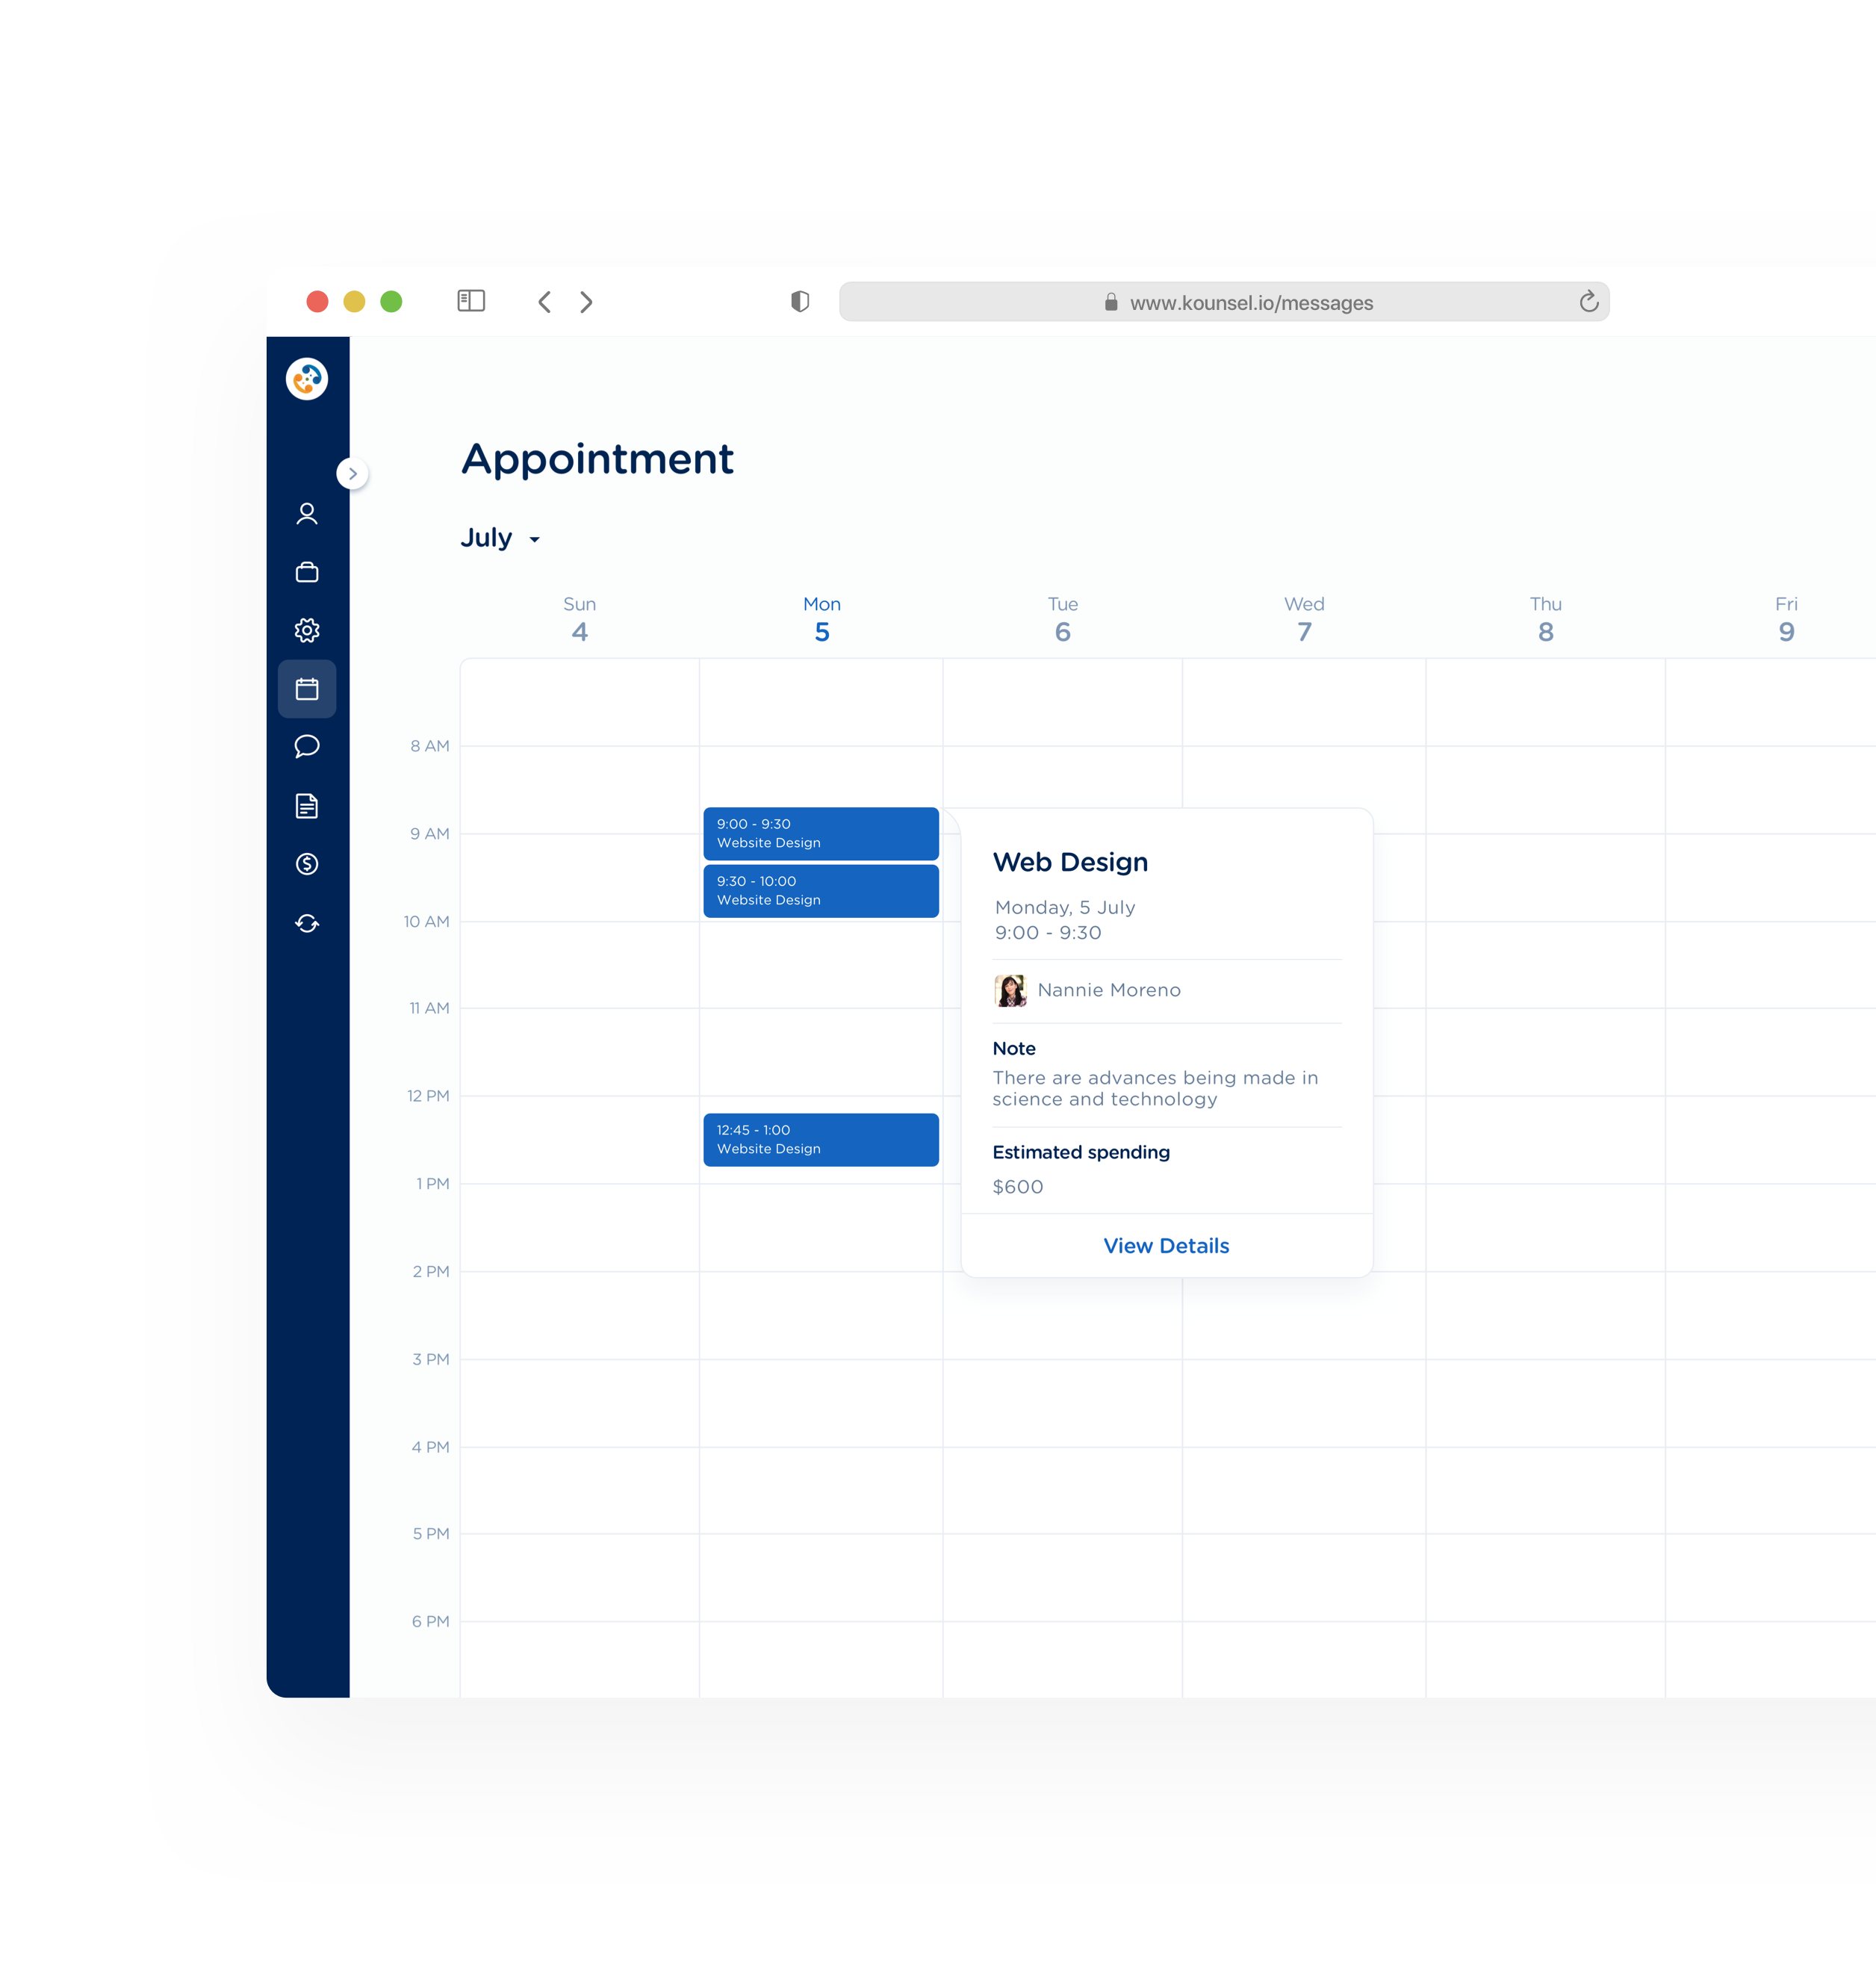 www.kounsel.io/messages
Appointment
July
Sun
4
Mon
5
Tue
6
Wed
7
Thu
8
Fri
9
8 AM
9 AM
10 AM
11 AM
12 PM
1 PM
2 PM
3 PM
4 PM
5 PM
6 PM
9:00 - 9:30
Website Design
9:30 - 10:00
Website Design
12:45 - 1:00
Website Design
Web Design
Monday, 5 July
9:00 - 9:30
Nannie Moreno
Note
There are advances being made in
science and technology
Estimated spending
$600
View Details